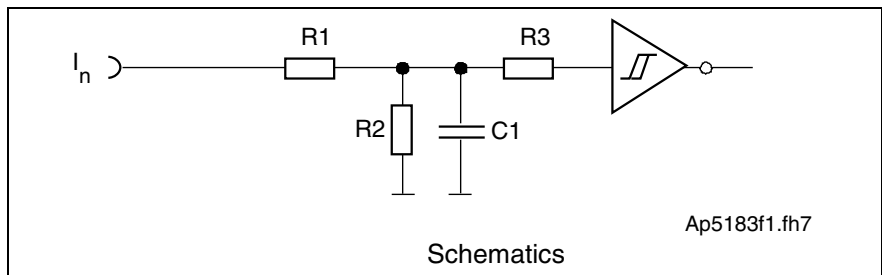 R1
R3
In
R2
C1
Ap5183f1.fh7
Schematics